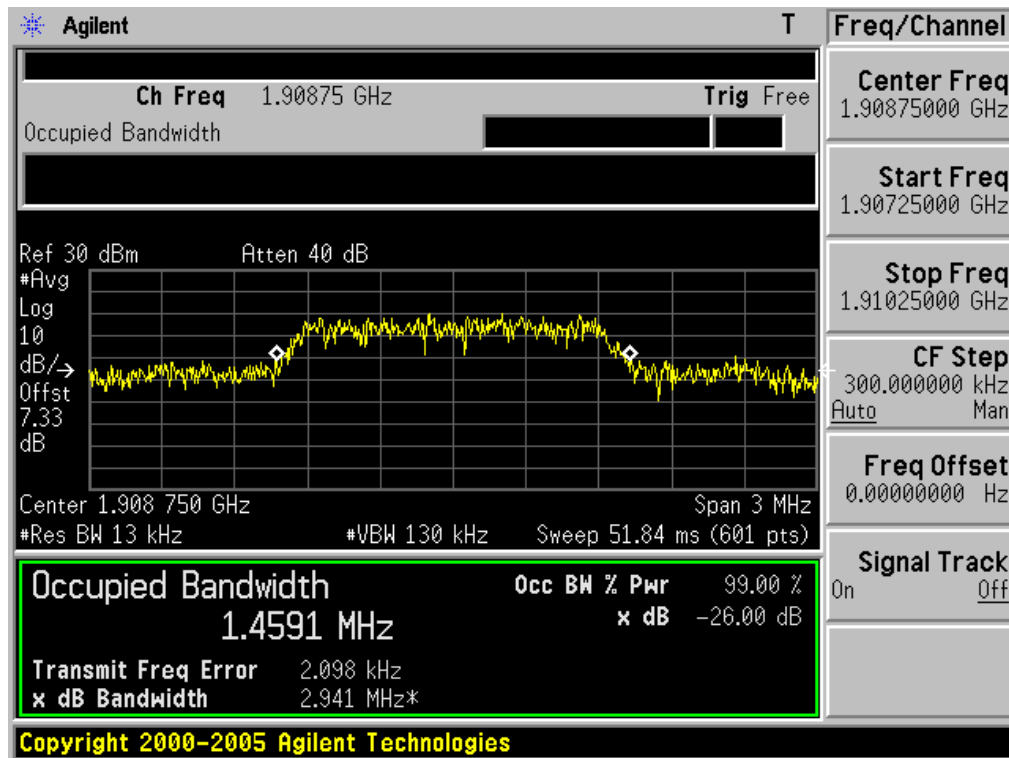 Agilent T
Ch Freq 1.90875 GHz Trig Free
Occupied Bandwidth
Ref 30 dBm Atten 40 dB
#Avg
Log
10
dB/
Offst
7.33
dB
Center 1.908 750 GHz Span 3 MHz
#Res BW 13 kHz #VBW 130 kHz Sweep 51.84 ms (601 pts)
Occupied Bandwidth Occ BW % Pwr 99.00 %
1.4591 MHz x dB -26.00 dB
Transmit Freq Error 2.098 kHz
x dB Bandwidth 2.941 MHz*
Copyright 2000-2005 Agilent Technologies
Freq/Channel
Center Freq
1.90875000 GHz
Start Freq
1.90725000 GHz
Stop Freq
1.91025000 GHz
CF Step
300.000000 kHz
Auto Man
Freq Offset
0.00000000 Hz
Signal Track
On Off